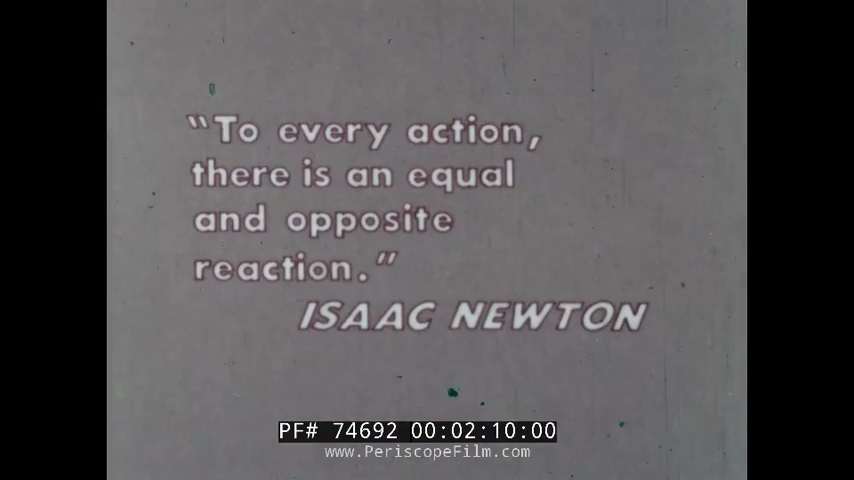 "To every action,
there is an equal
and opposite
reaction."
ISAAC NEWTON
PF# 74692 00:02:10:00
www.PeriscopeFilm.com